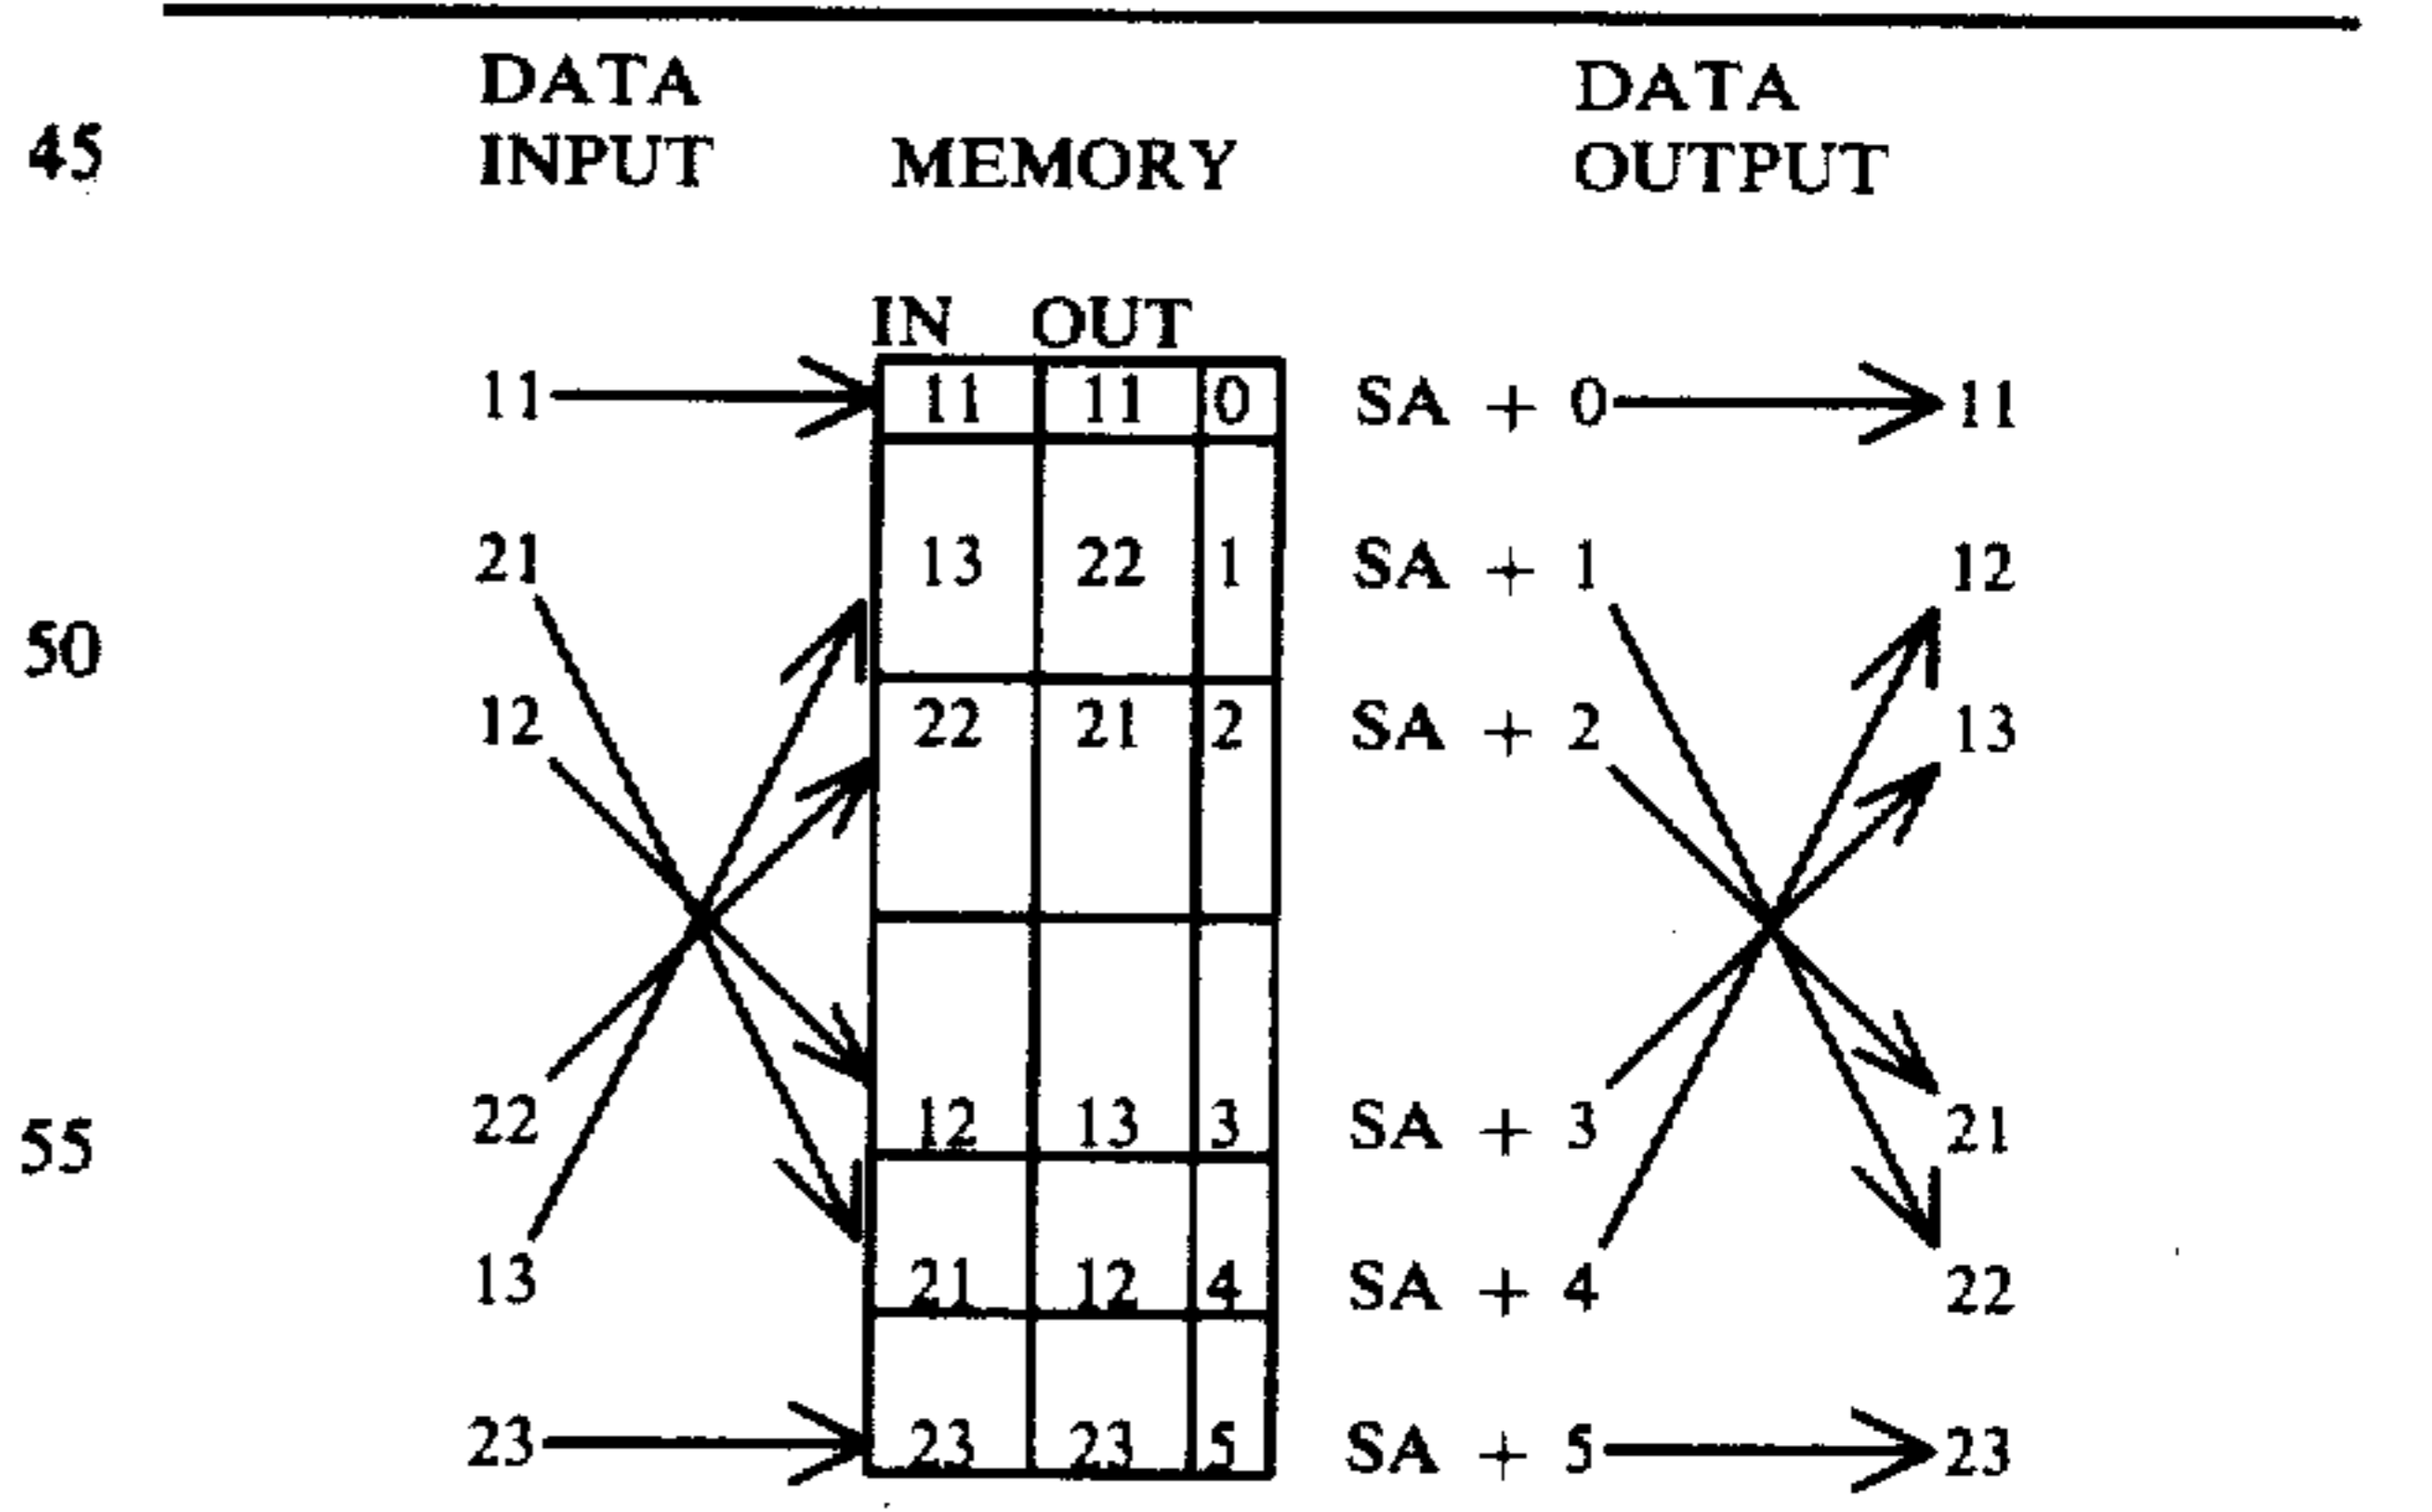 DATA DATA
45 INPUT MEMORY OUTPUT
IN OUT
11 11 11 0 SA + 0 11
21 13 22 1 SA + 1 12
50
12 22 21 2 SA + 2 13
22 12 13 3 SA + 3 21
55
13 21 12 4 SA + 4 22
23 23 23 5 SA + 5 23